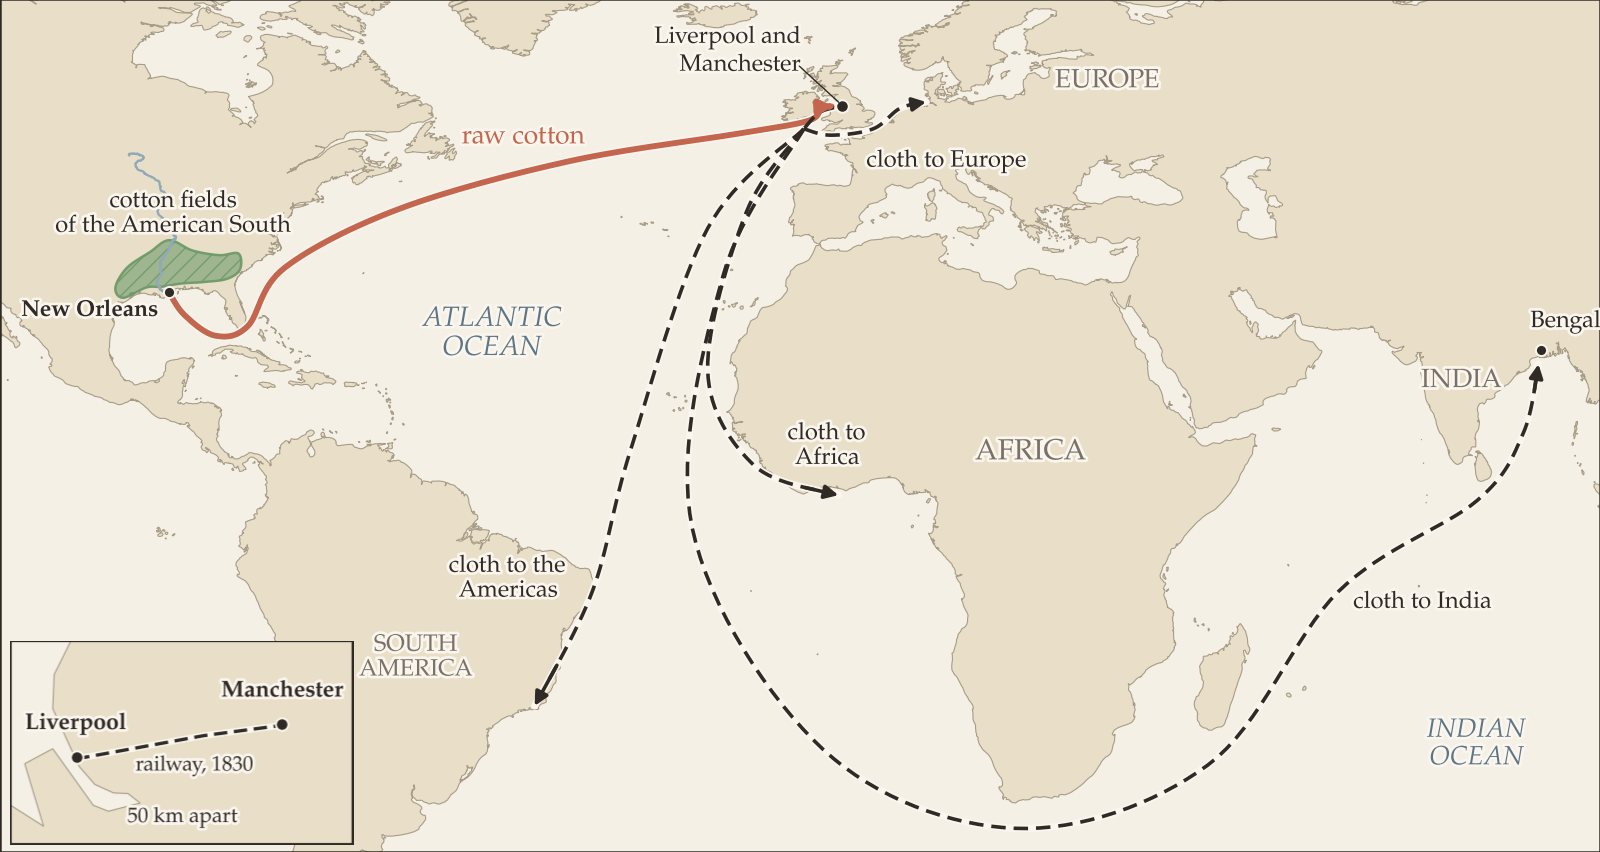 Liverpool and
Manchester
EUROPE
raw cotton
cloth to Europe
cotton fields
of the American South
New Orleans
ATLANTIC
OCEAN
Bengal
INDIA
cloth to
Africa
AFRICA
cloth to the
Americas
cloth to India
SOUTH
AMERICA
INDIAN
OCEAN
Manchester
Liverpool
railway, 1830
50 km apart